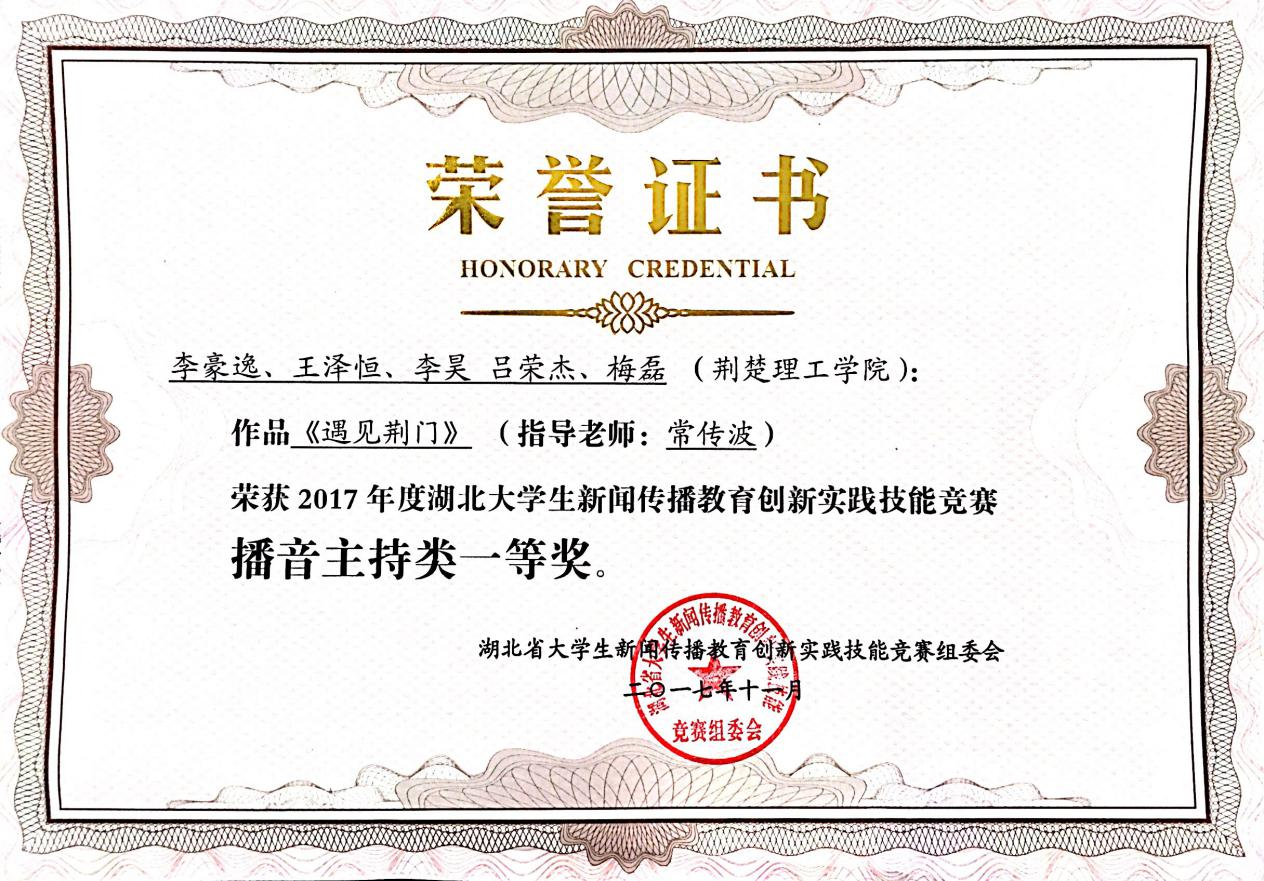 荣誉证书
HONORARY CREDENTIAL
李豪逸、王泽恒、李昊 吕荣杰、梅磊 （荆楚理工学院）：
作品《遇见荆门》 （指导老师：常传波）
荣获 2017 年度湖北大学生新闻传播教育创新实践技能竞赛
播音主持类一等奖。
湖北省大学生新闻传播教育创新实践技能竞赛组委会
二〇一七年十一月
湖北省大学生新闻传播教育创新实践技能
竞赛组委会